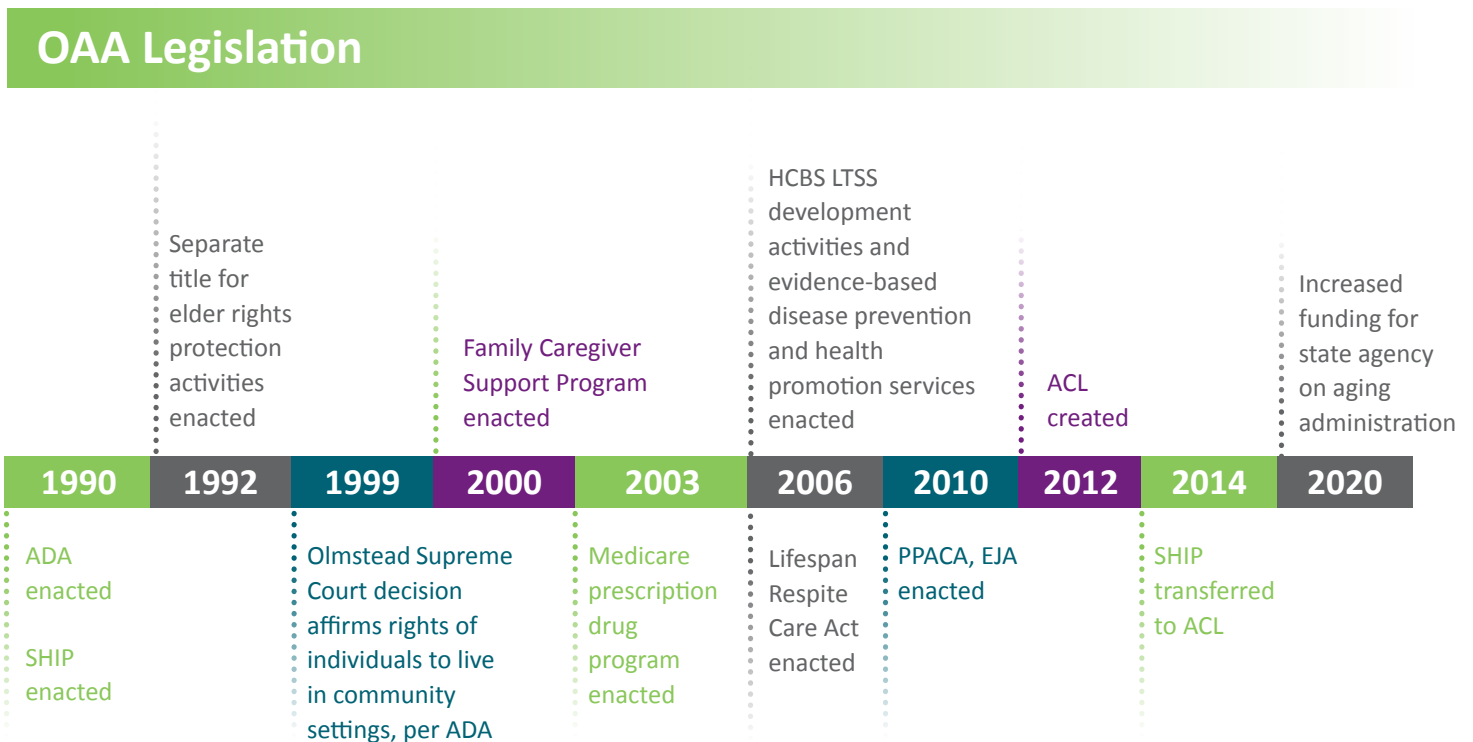 OAA Legislation
Separate
title for
elder rights
protection
activities
enacted
Family Caregiver
Support Program
enacted
HCBS LTSS
development
activities and
evidence-based
disease prevention
and health
promotion services
enacted
ACL
created
Increased
funding for
state agency
on aging
administration
1990 1992 1999 2000 2003 2006 2010 2012 2014 2020
ADA
enacted
SHIP
enacted
Olmstead Supreme
Court decision
affirms rights of
individuals to live
in community
settings, per ADA
Medicare
prescription
drug
program
enacted
Lifespan
Respite
Care Act
enacted
PPACA, EJA
enacted
SHIP
transferred
to ACL